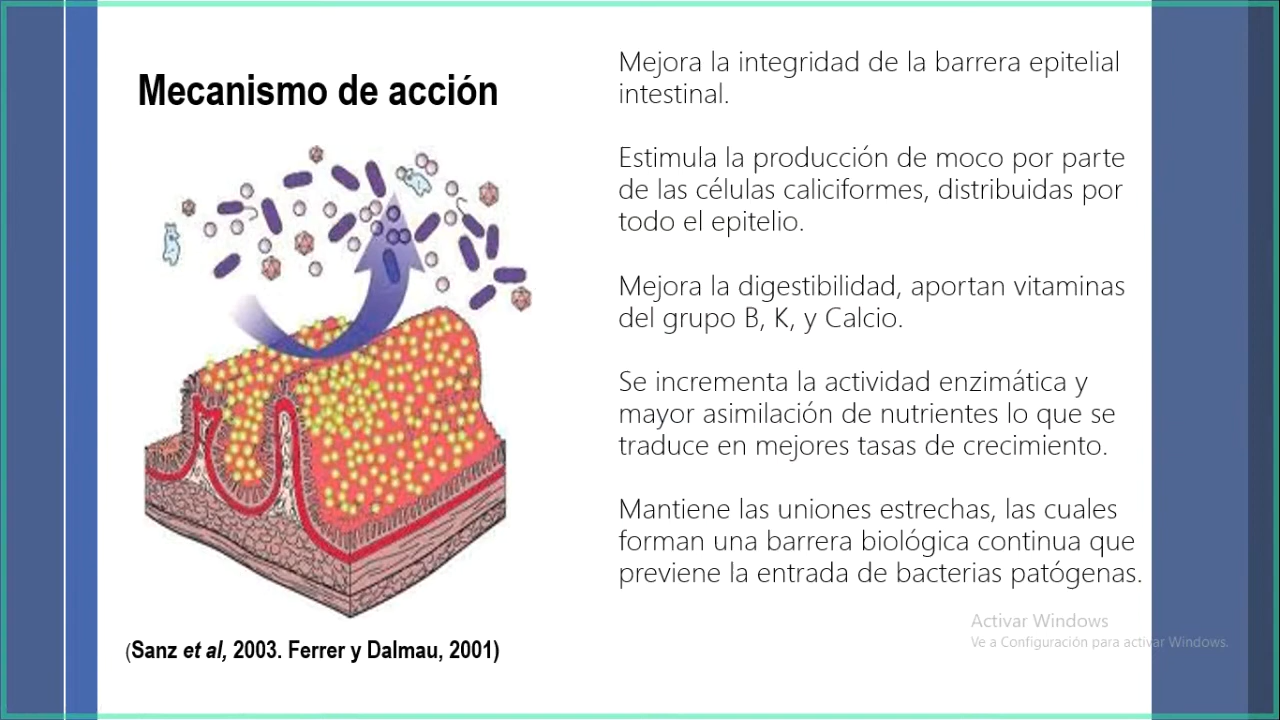 Mecanismo de acción
Mejora la integridad de la barrera epitelial
intestinal.
Estimula la producción de moco por parte
de las células caliciformes, distribuidas por
todo el epitelio.
Mejora la digestibilidad, aportan vitaminas
del grupo B, K, y Calcio.
Se incrementa la actividad enzimática y
mayor asimilación de nutrientes lo que se
traduce en mejores tasas de crecimiento.
Mantiene las uniones estrechas, las cuales
forman una barrera biológica continua que
previene la entrada de bacterias patógenas.
(Sanz et al, 2003. Ferrer y Dalmau, 2001)
Activar Windows
Ve a Configuración para activar Windows.